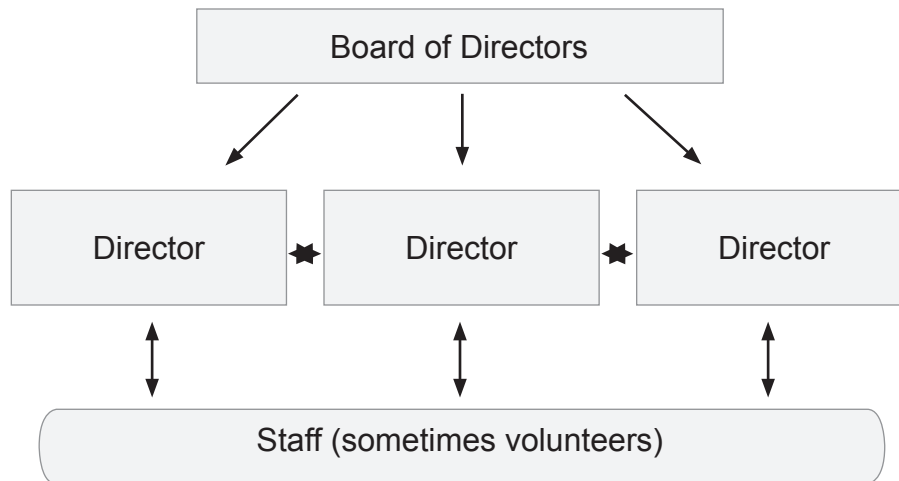 Board of Directors
Director
Director
Director
Staff (sometimes volunteers)